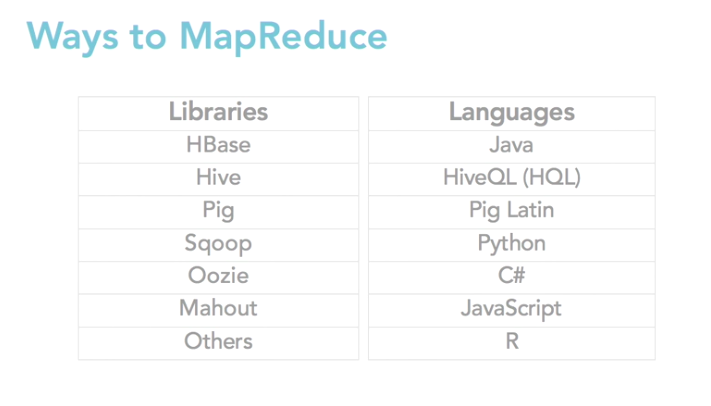 Ways to MapReduce
Libraries Languages
HBase Java
Hive HiveQL (HQL)
Pig Pig Latin
Sqoop Python
Oozie C#
Mahout JavaScript
Others R